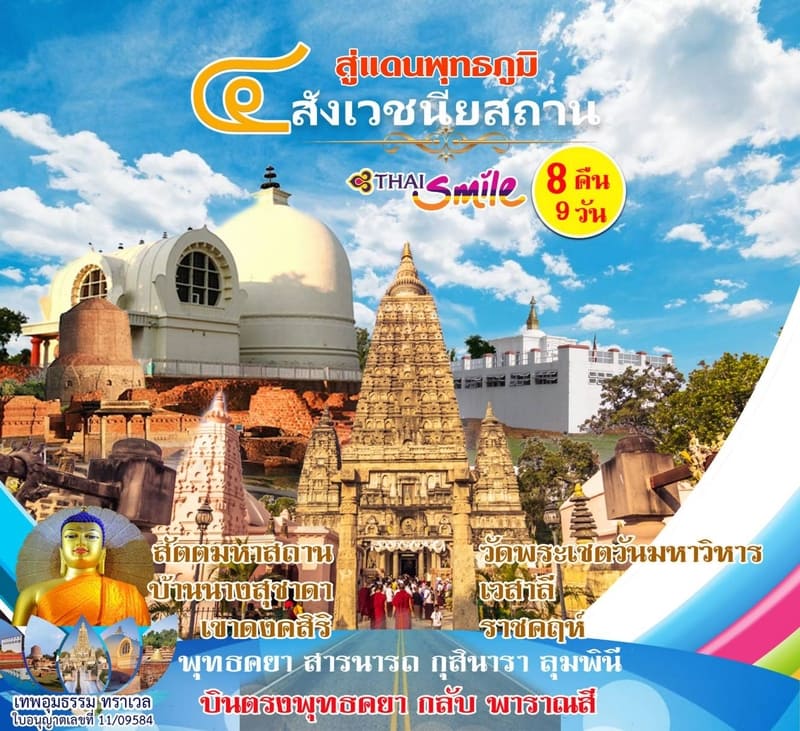 สู่แดนพุทธภูมิ
๔ สังเวชนียสถาน
THAI Smile
8 คืน
9 วัน
สัตตมหาสถาน
บ้านนางสุชาดา
เขาดงคสิริ
วัดพระเชตวันมหาวิหาร
เวสาลี
ราชคฤห์
พุทธคยา สารนารถ กุสินารา ลุมพินี
บินตรงพุทธคยา กลับ พาราณสี
เทพอุ่มธรรม ทราเวล
ใบอนุญาตเลขที่ 11/09584